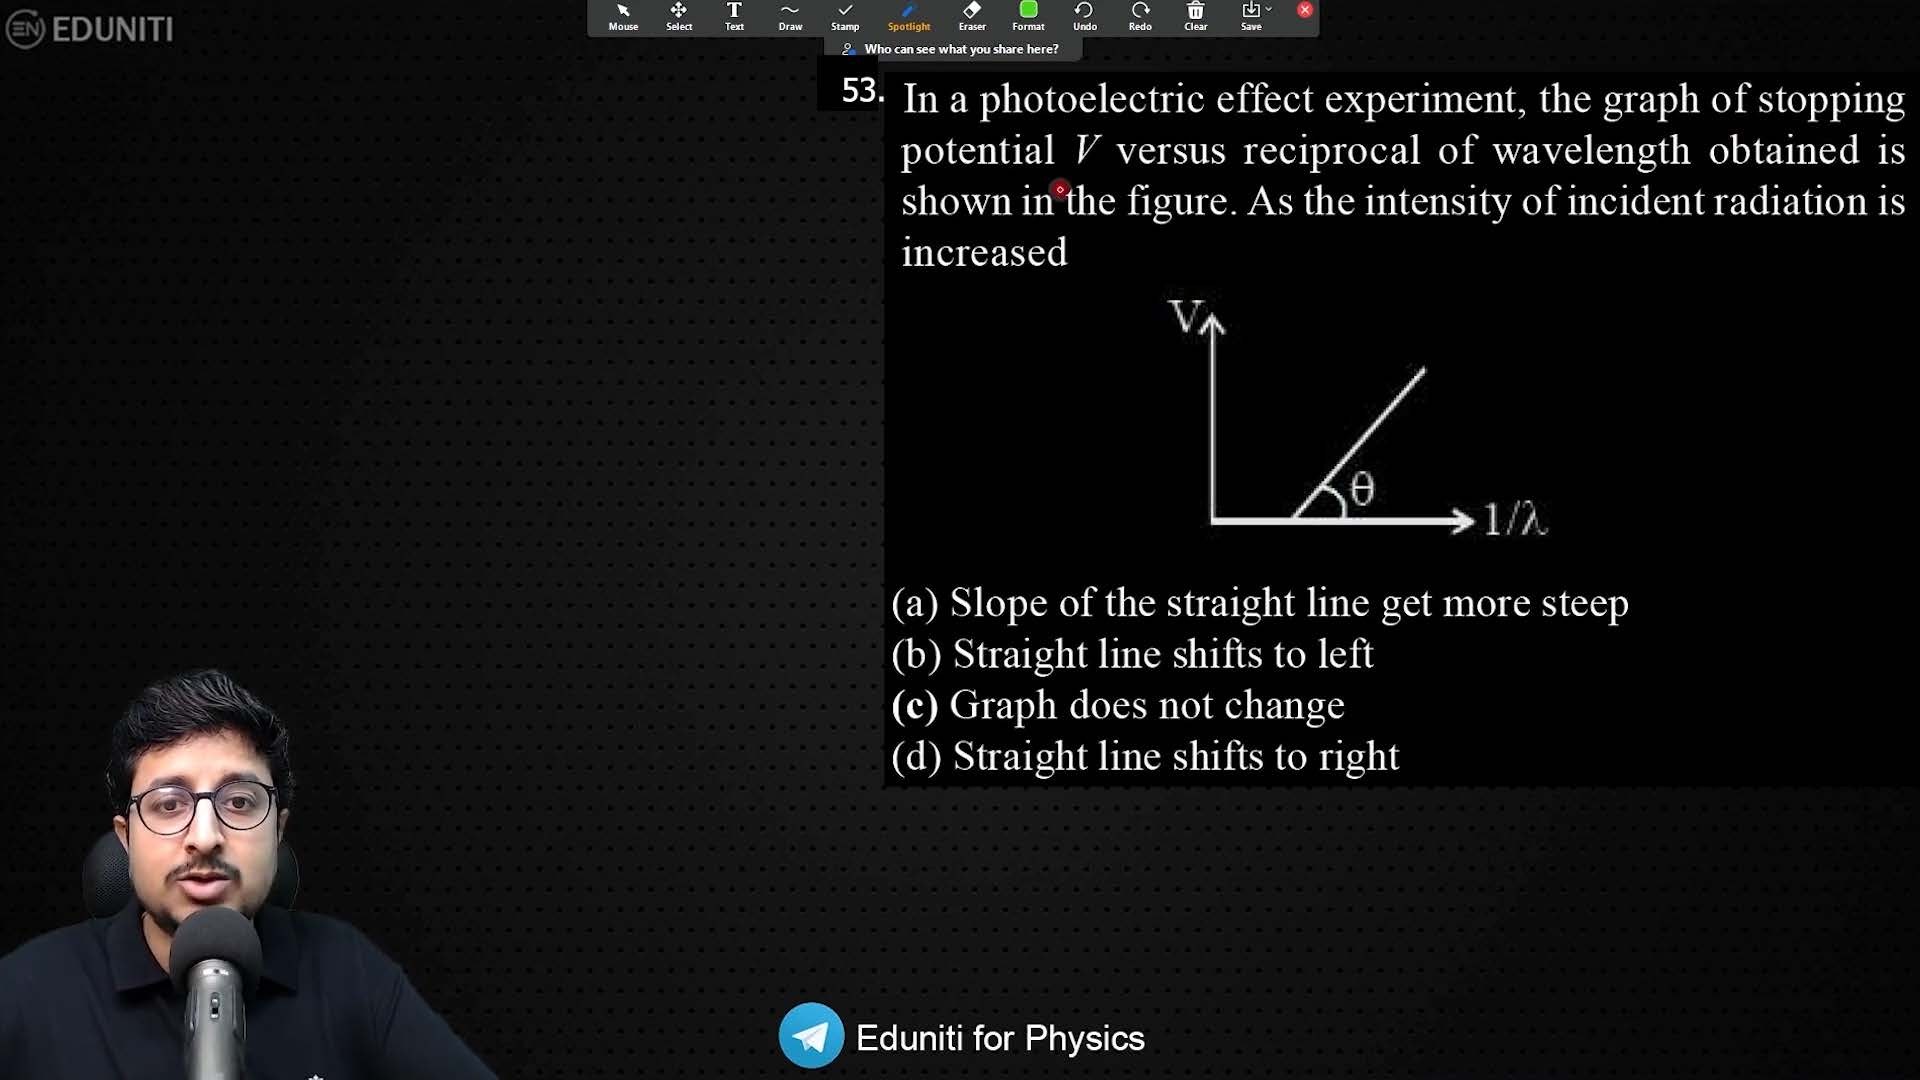 EN EDUNITI
Mouse Select Text Draw Stamp Spotlight Eraser Format Undo Redo Clear Save
Who can see what you share here?
53. In a photoelectric effect experiment, the graph of stopping
potential V versus reciprocal of wavelength obtained is
shown in the figure. As the intensity of incident radiation is
increased
V
θ
1/λ
(a) Slope of the straight line get more steep
(b) Straight line shifts to left
(c) Graph does not change
(d) Straight line shifts to right
Eduniti for Physics